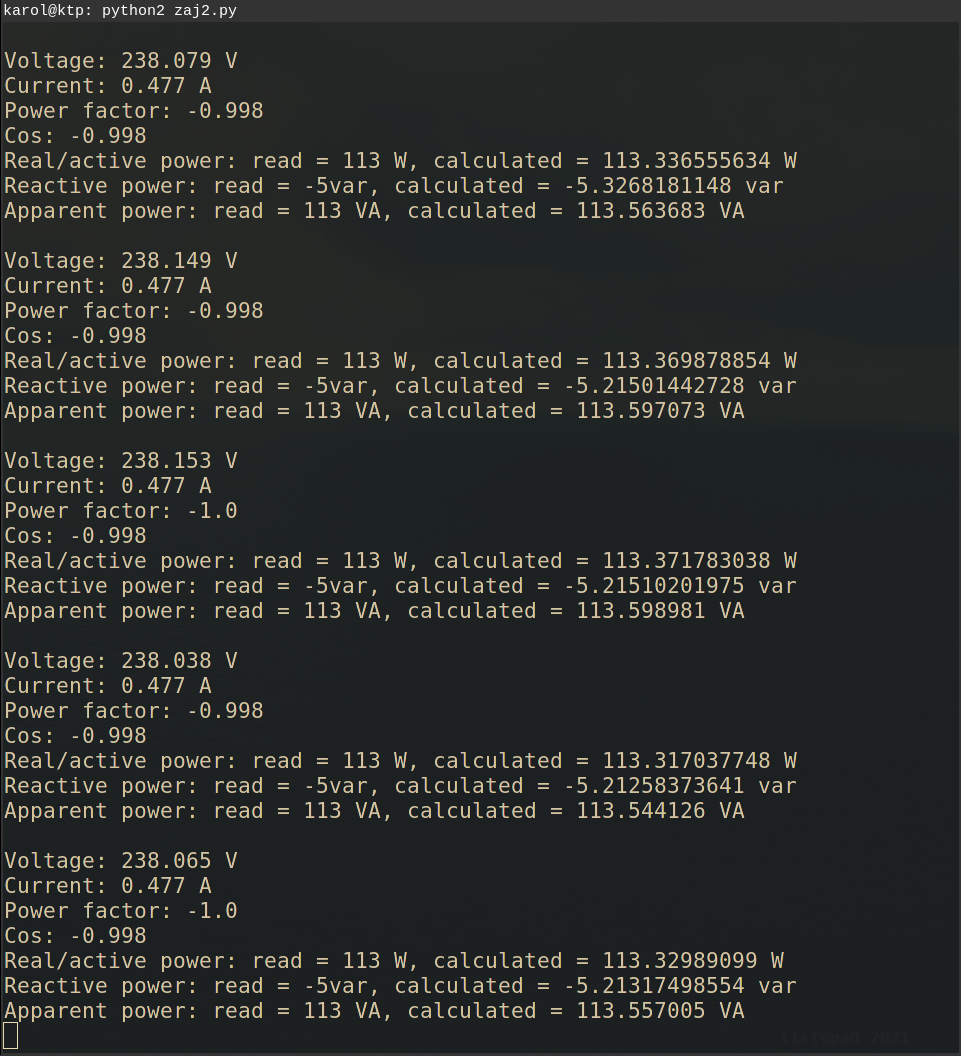 karol@ktp: python2 zaj2.py
Voltage: 238.079 V
Current: 0.477 A
Power factor: -0.998
Cos: -0.998
Real/active power: read = 113 W, calculated = 113.336555634 W
Reactive power: read = -5var, calculated = -5.3268181148 var
Apparent power: read = 113 VA, calculated = 113.563683 VA
Voltage: 238.149 V
Current: 0.477 A
Power factor: -0.998
Cos: -0.998
Real/active power: read = 113 W, calculated = 113.369878854 W
Reactive power: read = -5var, calculated = -5.21501442728 var
Apparent power: read = 113 VA, calculated = 113.597073 VA
Voltage: 238.153 V
Current: 0.477 A
Power factor: -1.0
Cos: -0.998
Real/active power: read = 113 W, calculated = 113.371783038 W
Reactive power: read = -5var, calculated = -5.21510201975 var
Apparent power: read = 113 VA, calculated = 113.598981 VA
Voltage: 238.038 V
Current: 0.477 A
Power factor: -0.998
Cos: -0.998
Real/active power: read = 113 W, calculated = 113.317037748 W
Reactive power: read = -5var, calculated = -5.21258373641 var
Apparent power: read = 113 VA, calculated = 113.544126 VA
Voltage: 238.065 V
Current: 0.477 A
Power factor: -1.0
Cos: -0.998
Real/active power: read = 113 W, calculated = 113.32989099 W
Reactive power: read = -5var, calculated = -5.21317498554 var
Apparent power: read = 113 VA, calculated = 113.557005 VA